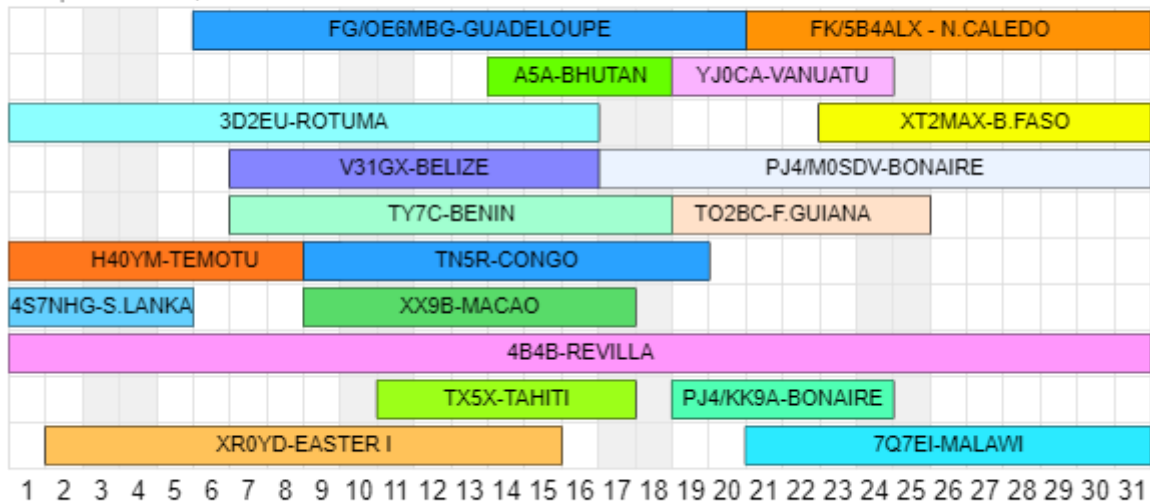 FG/OE6MBG-GUADELOUPE FK/5B4ALX - N.CALEDO
A5A-BHUTAN YJ0CA-VANUATU
3D2EU-ROTUMA XT2MAX-B.FASO
V31GX-BELIZE PJ4/M0SDV-BONAIRE
TY7C-BENIN TO2BC-F.GUIANA
H40YM-TEMOTU TN5R-CONGO
4S7NHG-S.LANKA XX9B-MACAO
4B4B-REVILLA
TX5X-TAHITI PJ4/KK9A-BONAIRE
XR0YD-EASTER I 7Q7EI-MALAWI
1 2 3 4 5 6 7 8 9 10 11 12 13 14 15 16 17 18 19 20 21 22 23 24 25 26 27 28 29 30 31